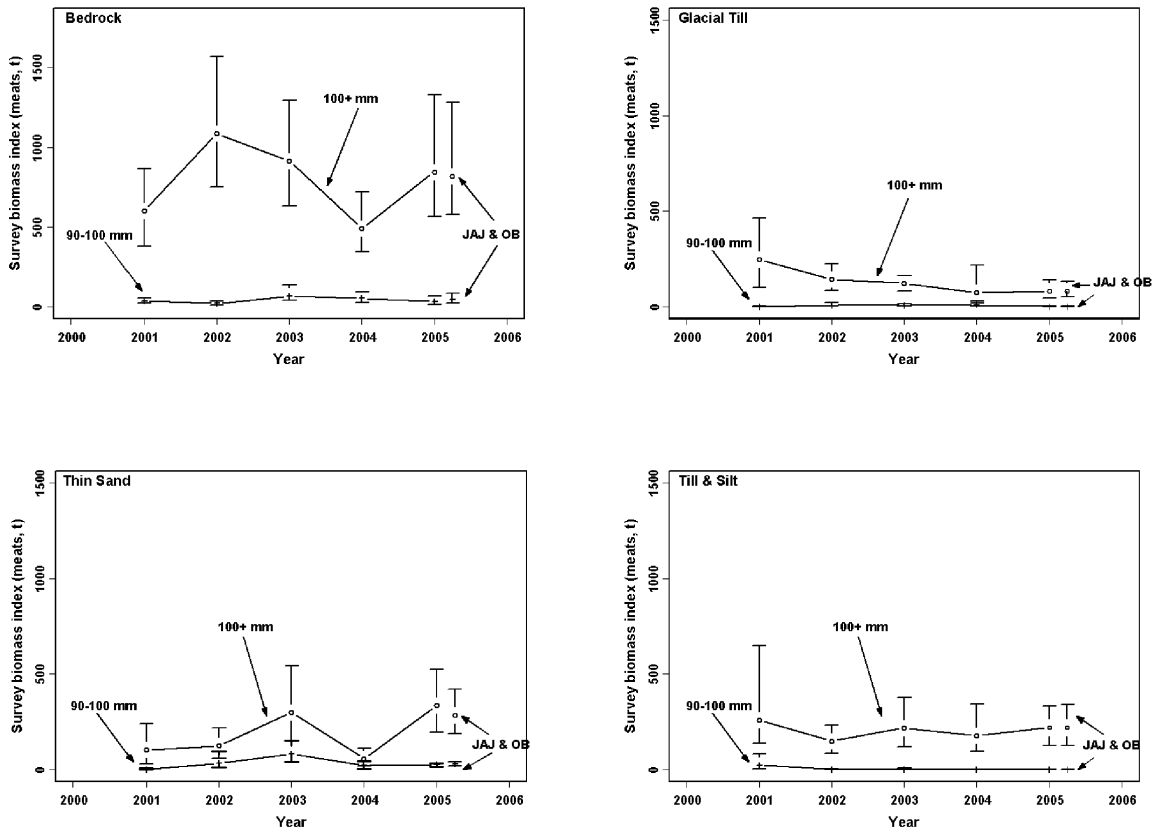 Bedrock
Survey biomass index (meats, t)
1500
1000
500
0
100+ mm
90-100 mm
JAJ & OB
2000 2001 2002 2003 2004 2005 2006
Year
Glacial Till
Survey biomass index (meats, t)
1500
1000
500
0
100+ mm
90-100 mm
JAJ & OB
2000 2001 2002 2003 2004 2005 2006
Year
Thin Sand
Survey biomass index (meats, t)
1500
1000
500
0
100+ mm
90-100 mm
JAJ & OB
2000 2001 2002 2003 2004 2005 2006
Year
Till & Silt
Survey biomass index (meats, t)
1500
1000
500
0
100+ mm
90-100 mm
JAJ & OB
2000 2001 2002 2003 2004 2005 2006
Year